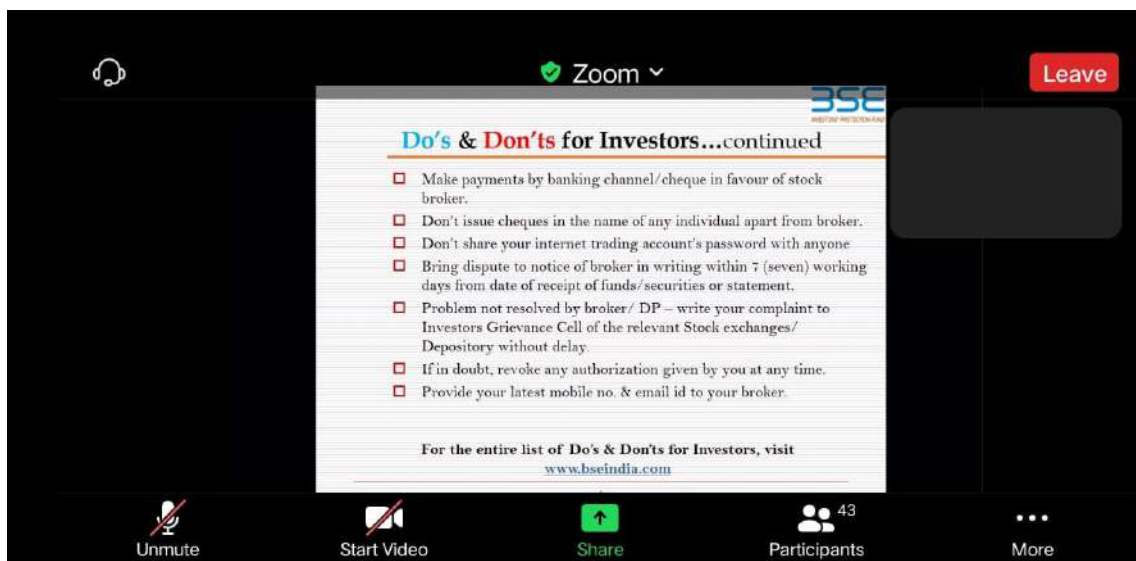 Zoom
Leave
BSE
INVESTORS' PROTECTION FUND
Do's & Don'ts for Investors...continued
Make payments by banking channel/cheque in favour of stock
broker.
Don't issue cheques in the name of any individual apart from broker.
Don't share your internet trading account's password with anyone
Bring dispute to notice of broker in writing within 7 (seven) working
days from date of receipt of funds/securities or statement.
Problem not resolved by broker/ DP – write your complaint to
Investors Grievance Cell of the relevant Stock exchanges/
Depository without delay.
If in doubt, revoke any authorization given by you at any time.
Provide your latest mobile no. & email id to your broker.
For the entire list of Do's & Don'ts for Investors, visit
www.bseindia.com
43
Unmute
Start Video
Share
Participants
More